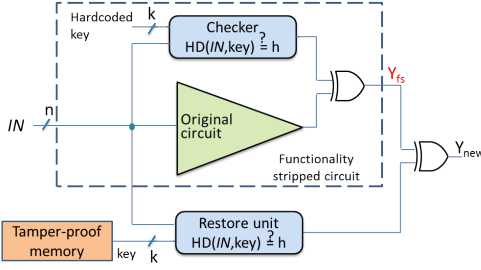 Hardcoded k
key
Checker
HD(IN,key) ?= h
Yfs
n
IN
Original
circuit
Functionality
stripped circuit
Ynew
Restore unit
HD(IN,key) ?= h
Tamper-proof
memory
key k